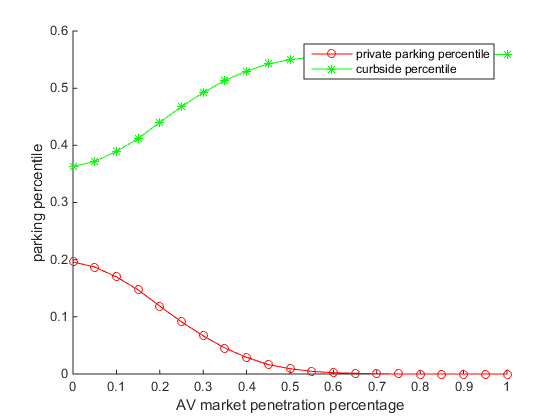 0.6
private parking percentile
curbside percentile
0.5
0.4
0.3
0.2
0.1
0
parking percentile
0 0.1 0.2 0.3 0.4 0.5 0.6 0.7 0.8 0.9 1
AV market penetration percentage